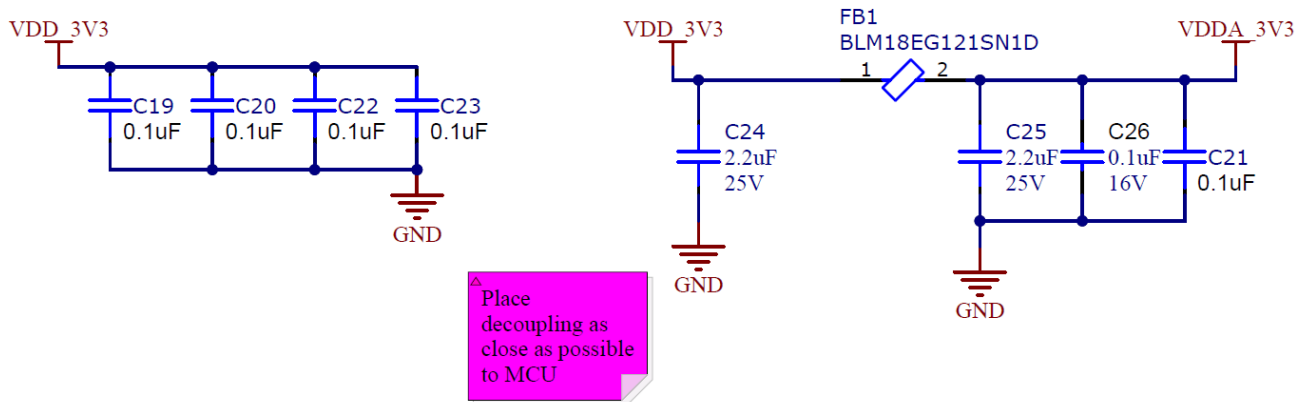 VDD_3V3
C19
0.1uF
C20
0.1uF
C22
0.1uF
C23
0.1uF
GND
VDD_3V3
FB1
BLM18EG121SN1D
1
2
VDDA_3V3
C24
2.2uF
25V
GND
C25
2.2uF
25V
C26
0.1uF
16V
C21
0.1uF
GND
Place
decoupling as
close as possible
to MCU